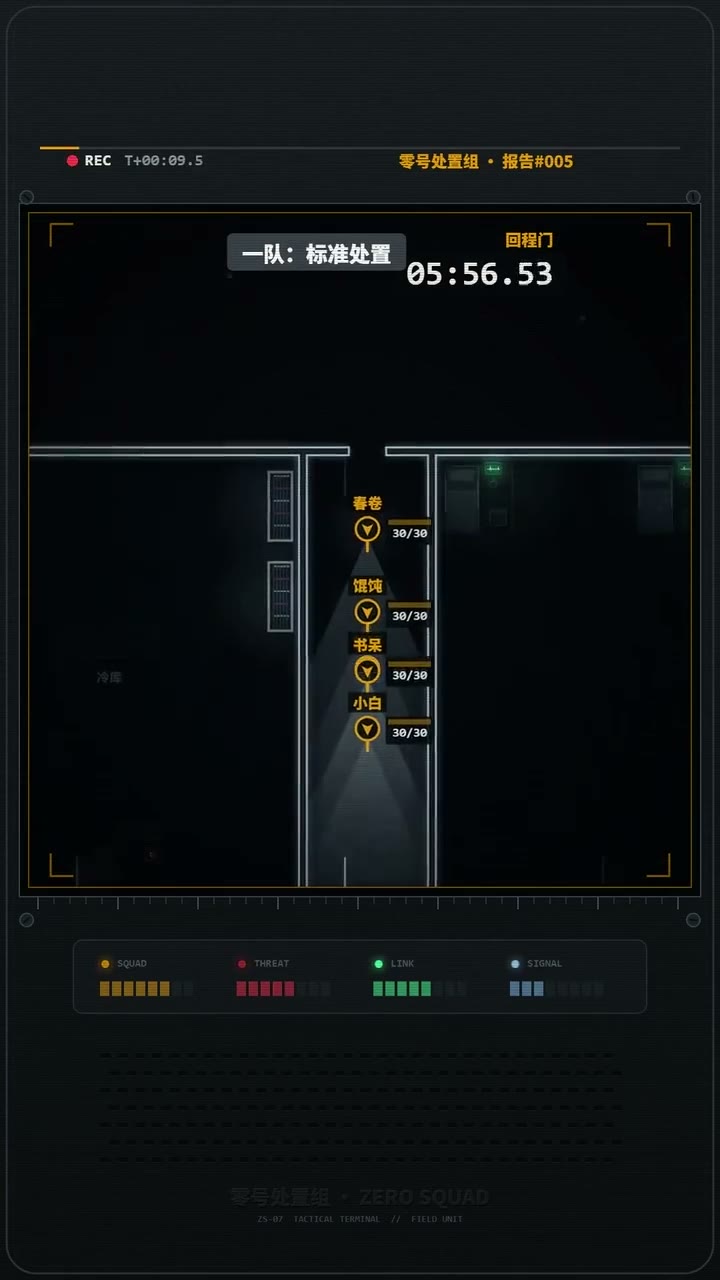 REC T+00:09.5 零号处置组 • 报告#005
回程门
一队: 标准处置
05:56.53
春卷
30/30
馄饨
30/30
书呆
30/30
小白
30/30
冷库
SQUAD THREAT LINK SIGNAL
零号处置组 • ZERO SQUAD
ZS-07 TACTICAL TERMINAL // FIELD UNIT